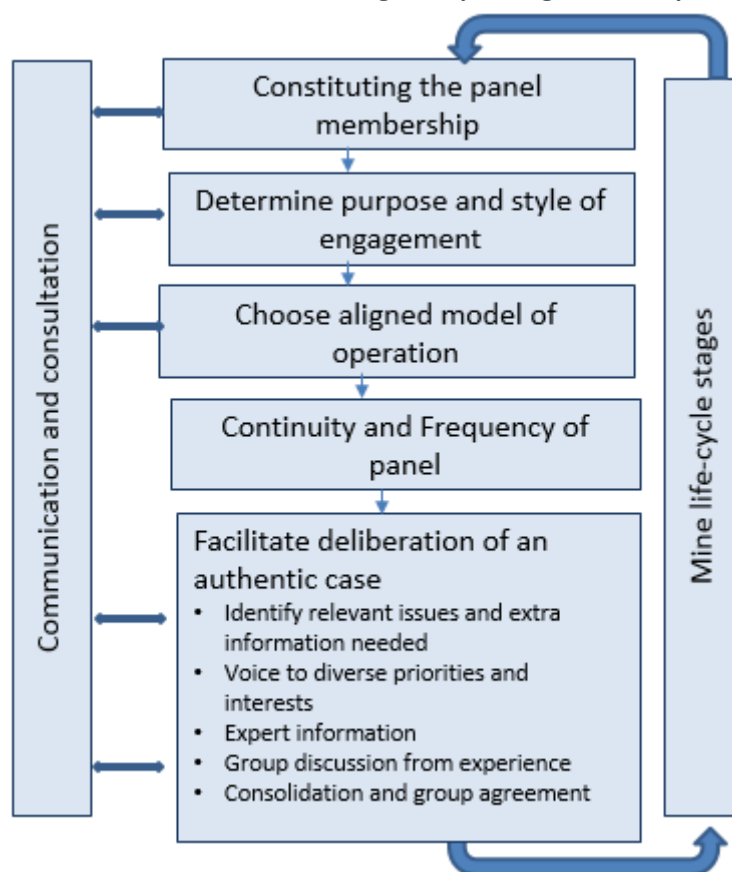 Constituting the panel
membership
Determine purpose and style of
engagement
Choose aligned model of
operation
Continuity and Frequency of
panel
Facilitate deliberation of an
authentic case
• Identify relevant issues and extra
information needed
• Voice to diverse priorities and
interests
• Expert information
• Group discussion from experience
• Consolidation and group agreement
Communication and consultation
Mine life-cycle stages